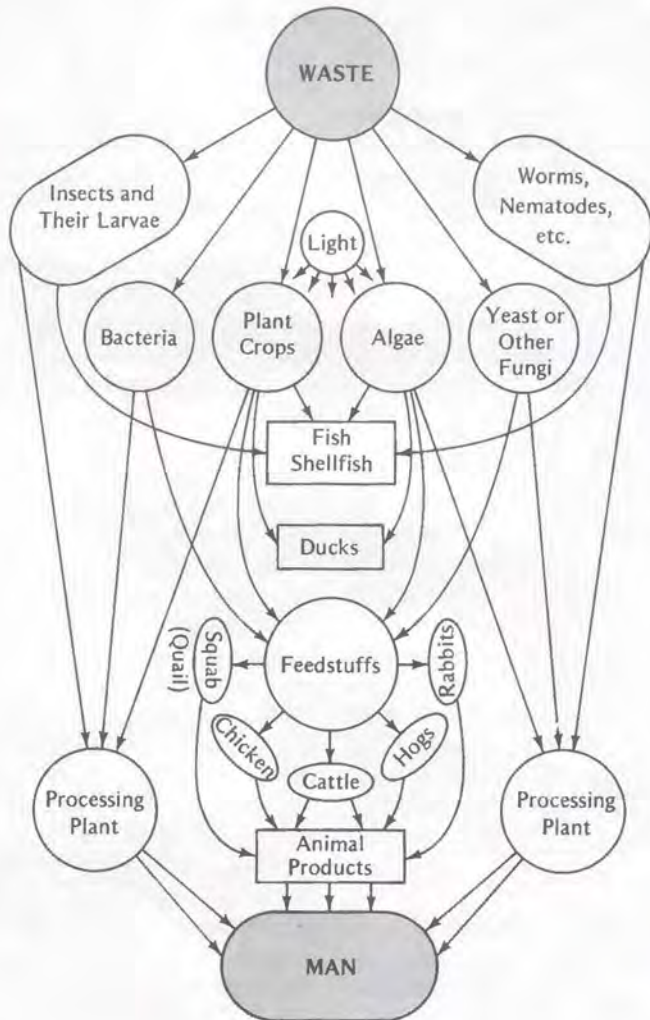 WASTE
Insects and
Their Larvae
Worms,
Nematodes,
etc.
Light
Bacteria
Plant
Crops
Algae
Yeast or
Other
Fungi
Fish
Shellfish
Ducks
Squab
(Quail)
Feedstuffs
Rabbits
Chicken
Cattle
Hogs
Processing
Plant
Processing
Plant
Animal
Products
MAN